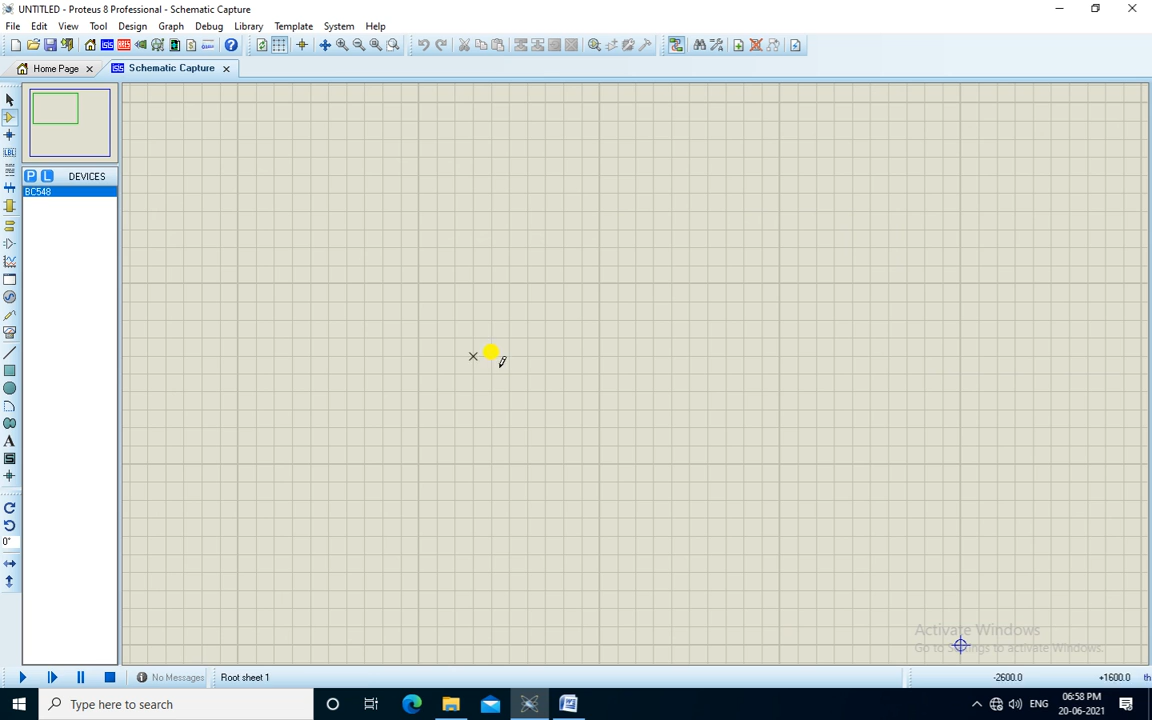 UNTITLED - Proteus 8 Professional - Schematic Capture
File Edit View Tool Design Graph Debug Library Template System Help
Home Page Schematic Capture
P L DEVICES
BC548
LBL
A
S
0°
Activate Windows
Go to Settings to activate Windows.
No Messages Root sheet 1 -2600.0 +1600.0 th
Type here to search ENG 06:58 PM
20-06-2021